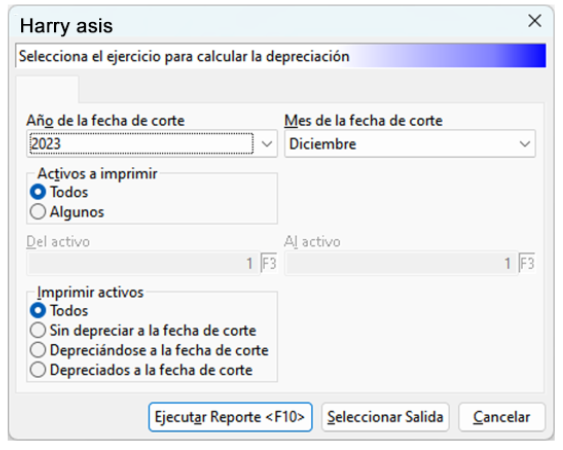 Harry asis
Selecciona el ejercicio para calcular la depreciación
Año de la fecha de corte
Mes de la fecha de corte
2023
Diciembre
Activos a imprimir
Todos
Algunos
Del activo
Al activo
1 F3
1 F3
Imprimir activos
Todos
Sin depreciar a la fecha de corte
Depreciándose a la fecha de corte
Depreciados a la fecha de corte
Ejecutar Reporte <F10>
Seleccionar Salida
Cancelar